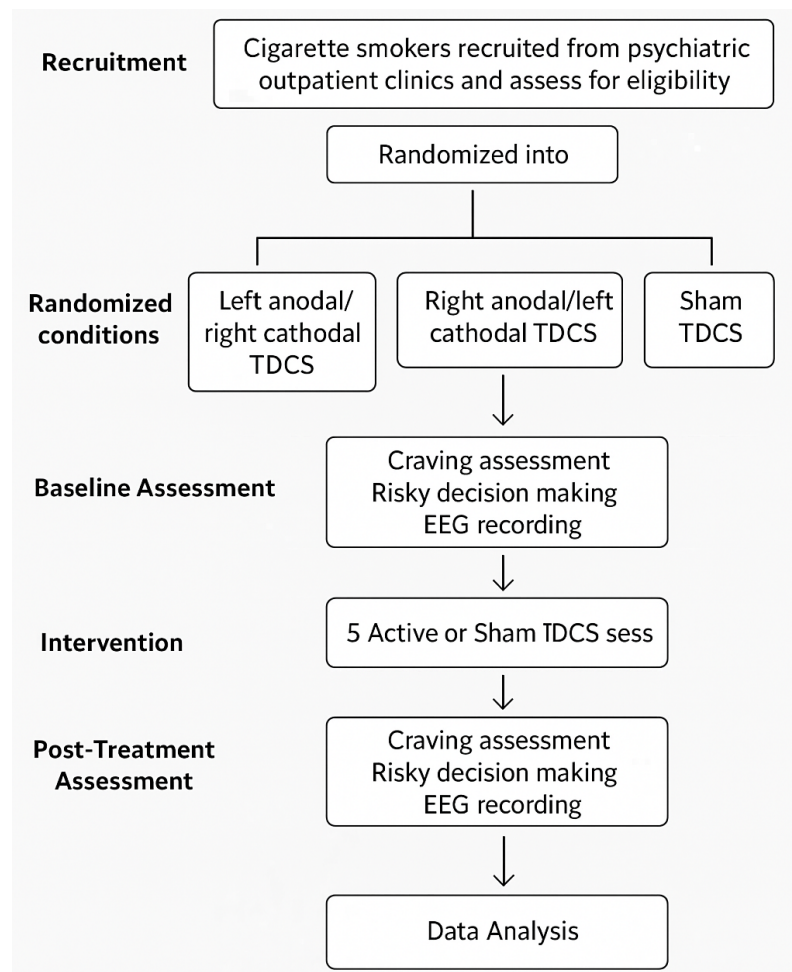 Recruitment
Cigarette smokers recruited from psychiatric
outpatient clinics and assess for eligibility
Randomized into
Randomized
conditions
Left anodal/
right cathodal
TDCS
Right anodal/left
cathodal TDCS
Sham
TDCS
Baseline Assessment
Craving assessment
Risky decision making
EEG recording
Intervention
5 Active or Sham TDCS sess
Post-Treatment
Assessment
Craving assessment
Risky decision making
EEG recording
Data Analysis